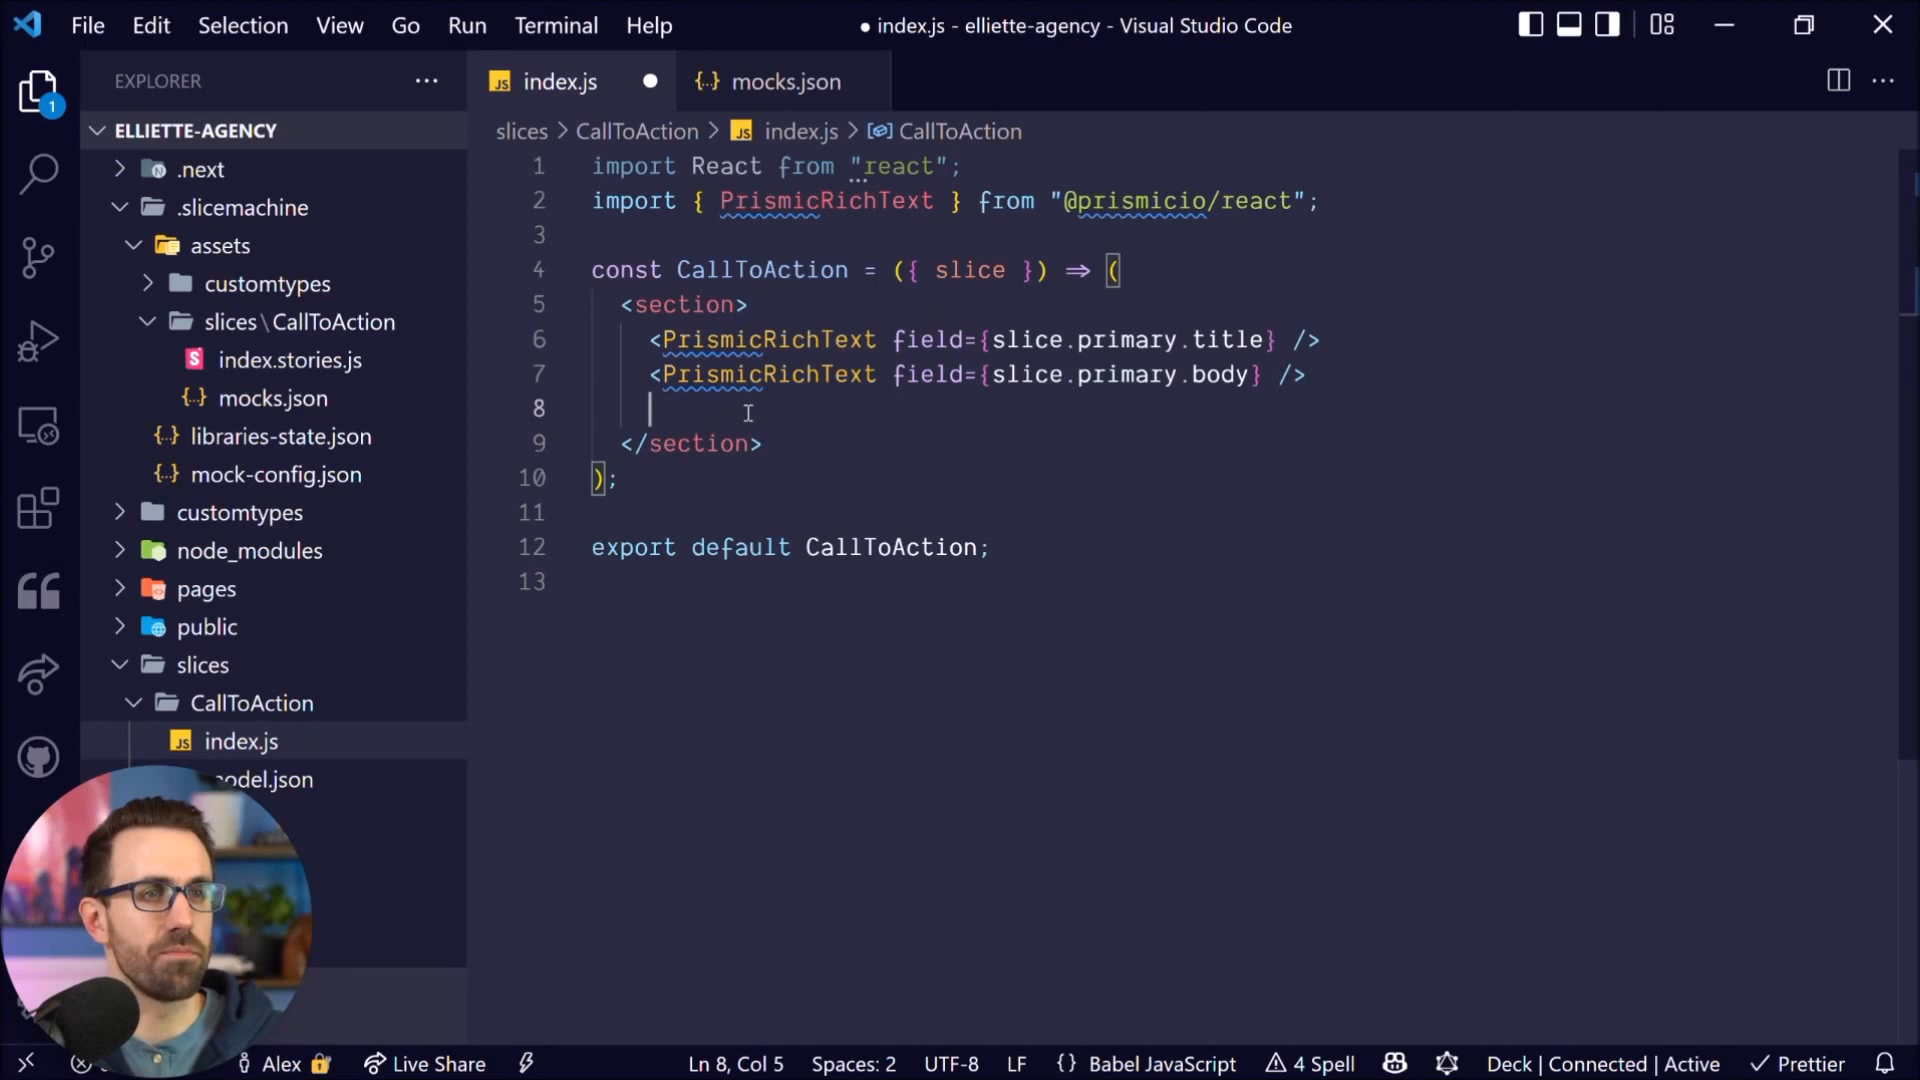 File Edit Selection View Go Run Terminal Help
● index.js - elliette-agency - Visual Studio Code
EXPLORER
1
ELLIETTE-AGENCY
.next
.slicemachine
assets
customtypes
slices\CallToAction
index.stories.js
mocks.json
libraries-state.json
mock-config.json
customtypes
node_modules
pages
public
slices
CallToAction
index.js
model.json
index.js
mocks.json
slices > CallToAction > index.js > CallToAction
1 import React from "react";
2 import { PrismicRichText } from "@prismicio/react";
3
4 const CallToAction = ({ slice }) => (
5 <section>
6 <PrismicRichText field={slice.primary.title} />
7 <PrismicRichText field={slice.primary.body} />
8
9 </section>
10 );
11
12 export default CallToAction;
13
Alex Live Share Ln 8, Col 5 Spaces: 2 UTF-8 LF {} Babel JavaScript 4 Spell Deck | Connected | Active Prettier